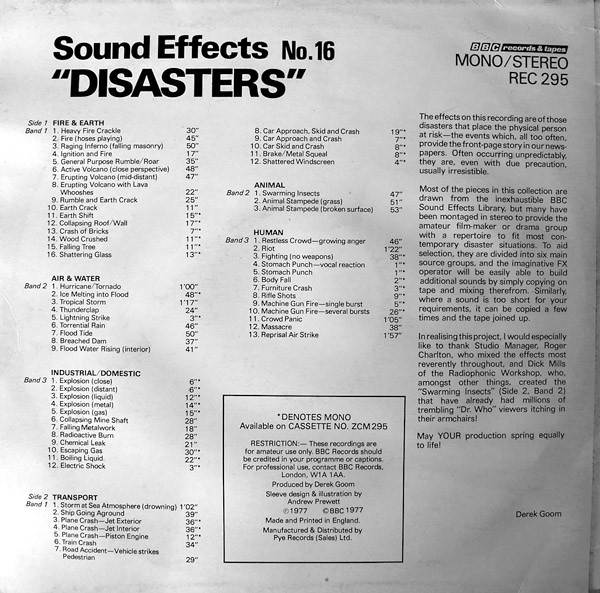 Sound Effects No.16
"DISASTERS"
BBC records & tapes
MONO/STEREO
REC 295
Side 1 FIRE & EARTH
Band 1 1. Heavy Fire Crackle 30"
2. Fire (hoses playing) 45"
3. Raging Inferno (falling masonry) 50"
4. Ignition and Fire 17"
5. General Purpose Rumble/Roar 35"
6. Active Volcano (close perspective) 48"
7. Erupting Volcano (mid-distant) 47"
8. Erupting Volcano with Lava
Whooshes 22"
9. Rumble and Earth Crack 25"
10. Earth Crack 11"
11. Earth Shift 15"*
12. Collapsing Roof/Wall 17"*
13. Crash of Bricks 7"*
14. Wood Crushed 11"*
15. Falling Tree 11"*
16. Shattering Glass 13"*
AIR & WATER
Band 2 1. Hurricane/Tornado 1'00"
2. Ice Melting into Flood 48"*
3. Tropical Storm 1'17"
4. Thunderclap 24"
5. Lightning Strike 3"*
6. Torrential Rain 46"
7. Flood Tide 50"
8. Breached Dam 37"
9. Flood Water Rising (interior) 41"
INDUSTRIAL/DOMESTIC
Band 3 1. Explosion (close) 6"*
2. Explosion (distant) 6"*
3. Explosion (liquid) 12"*
4. Explosion (metal) 14"*
5. Explosion (gas) 15"*
6. Collapsing Mine Shaft 28"
7. Falling Metalwork 18"
8. Radioactive Burn 28"
9. Chemical Leak 21"
10. Escaping Gas 30"*
11. Boiling Liquid 22"*
12. Electric Shock 3"*
Side 2 TRANSPORT
Band 1 1. Storm at Sea Atmosphere (drowning) 1'02"
2. Ship Going Aground 39"
3. Plane Crash—Jet Exterior 36"*
4. Plane Crash—Jet Interior 36"*
5. Plane Crash—Piston Engine 12"*
6. Train Crash 34"
7. Road Accident—Vehicle strikes
Pedestrian 29"
8. Car Approach, Skid and Crash 19"*
9. Car Approach and Crash 7"*
10. Car Skid and Crash 8"*
11. Brake/Metal Squeal 8"*
12. Shattered Windscreen 4"*
ANIMAL
Band 2 1. Swarming Insects 47"
2. Animal Stampede (grass) 51"
3. Animal Stampede (broken surface) 53"
HUMAN
Band 3 1. Restless Crowd—growing anger 46"
2. Riot 1'22"
3. Fighting (no weapons) 38"*
4. Stomach Punch—vocal reaction 1"*
5. Stomach Punch 1"*
6. Body Fall 2"*
7. Furniture Crash 3"*
8. Rifle Shots 9"*
9. Machine Gun Fire—single burst 5"*
10. Machine Gun Fire—several bursts 26"*
11. Crowd Panic 1'05"
12. Massacre 38"
13. Reprisal Air Strike 1'57"
*DENOTES MONO
Available on CASSETTE NO. ZCM 295
RESTRICTION:— These recordings are
for amateur use only. BBC Records should
be credited in your programme or captions.
For professional use, contact BBC Records,
London, W1A 1AA.
Produced by Derek Goom
Sleeve design & illustration by
Andrew Prewett
℗1977 ©BBC 1977
Made and Printed in England.
Manufactured & Distributed by
Pye Records (Sales) Ltd.
The effects on this recording are of those
disasters that place the physical person
at risk—the events which, all too often,
provide the front-page story in our news-
papers. Often occurring unpredictably,
they are, even with due precaution,
usually irresistible.
Most of the pieces in this collection are
drawn from the inexhaustible BBC
Sound Effects Library, but many have
been montaged in stereo to provide the
amateur film-maker or drama group
with a repertoire to fit most con-
temporary disaster situations. To aid
selection, they are divided into six main
source groups, and the imaginative FX
operator will be easily able to build
additional sounds by simply copying on
tape and mixing therefrom. Similarly,
where a sound is too short for your
requirements, it can be copied a few
times and the tape joined up.
In realising this project, I would especially
like to thank Studio Manager, Roger
Charlton, who mixed the effects most
reverently throughout, and Dick Mills
of the Radiophonic Workshop, who,
amongst other things, created the
"Swarming Insects" (Side 2, Band 2)
that have already had millions of
trembling "Dr. Who" viewers itching in
their armchairs!
May YOUR production spring equally
to life!
Derek Goom